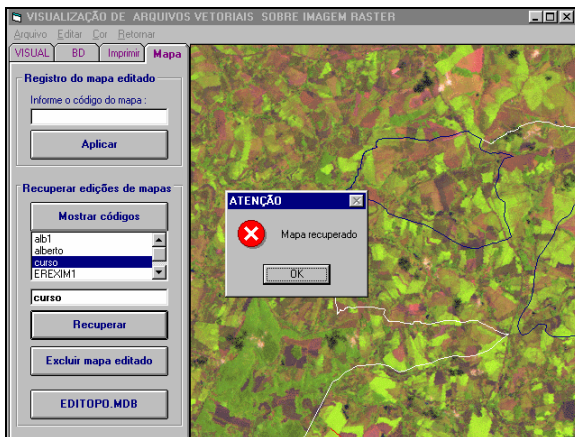 VISUALIZAÇÃO DE ARQUIVOS VETORIAIS SOBRE IMAGEM RASTER
Arquivo Editar Cor Retornar
VISUAL BD Imprimir Mapa
Registro do mapa editado
Informe o código do mapa :
Aplicar
Recuperar edições de mapas
Mostrar códigos
alb1
alberto
curso
EREXIM1
curso
Recuperar
Excluir mapa editado
EDITOPO.MDB
ATENÇÃO
Mapa recuperado
OK